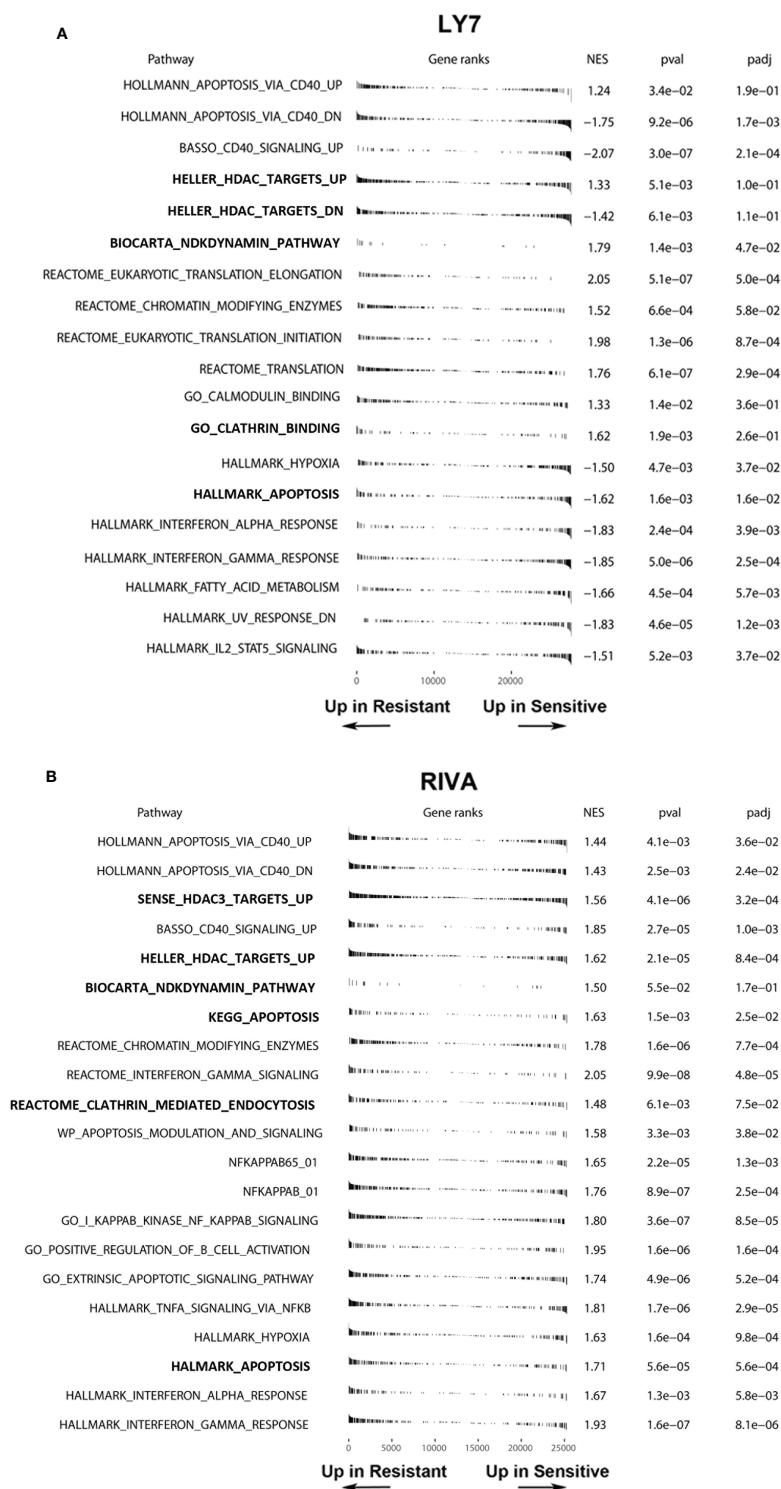 A
LY7
Pathway Gene ranks NES pval padj
HOLLMANN_APOPTOSIS_VIA_CD40_UP 1.24 3.4e−02 1.9e−01
HOLLMANN_APOPTOSIS_VIA_CD40_DN −1.75 9.2e−06 1.7e−03
BASSO_CD40_SIGNALING_UP −2.07 3.0e−07 2.1e−04
HELLER_HDAC_TARGETS_UP 1.33 5.1e−03 1.0e−01
HELLER_HDAC_TARGETS_DN −1.42 6.1e−03 1.1e−01
BIOCARTA_NDKDYNAMIN_PATHWAY 1.79 1.4e−03 4.7e−02
REACTOME_EUKARYOTIC_TRANSLATION_ELONGATION 2.05 5.1e−07 5.0e−04
REACTOME_CHROMATIN_MODIFYING_ENZYMES 1.52 6.6e−04 5.8e−02
REACTOME_EUKARYOTIC_TRANSLATION_INITIATION 1.98 1.3e−06 8.7e−04
REACTOME_TRANSLATION 1.76 6.1e−07 2.9e−04
GO_CALMODULIN_BINDING 1.33 1.4e−02 3.6e−01
GO_CLATHRIN_BINDING 1.62 1.9e−03 2.6e−01
HALLMARK_HYPOXIA −1.50 4.7e−03 3.7e−02
HALLMARK_APOPTOSIS −1.62 1.6e−03 1.6e−02
HALLMARK_INTERFERON_ALPHA_RESPONSE −1.83 2.4e−04 3.9e−03
HALLMARK_INTERFERON_GAMMA_RESPONSE −1.85 5.0e−06 2.5e−04
HALLMARK_FATTY_ACID_METABOLISM −1.66 4.5e−04 5.7e−03
HALLMARK_UV_RESPONSE_DN −1.83 4.6e−05 1.2e−03
HALLMARK_IL2_STAT5_SIGNALING −1.51 5.2e−03 3.7e−02
0 10000 20000
Up in Resistant Up in Sensitive
B
RIVA
Pathway Gene ranks NES pval padj
HOLLMANN_APOPTOSIS_VIA_CD40_UP 1.44 4.1e−03 3.6e−02
HOLLMANN_APOPTOSIS_VIA_CD40_DN 1.43 2.5e−03 2.4e−02
SENSE_HDAC3_TARGETS_UP 1.56 4.1e−06 3.2e−04
BASSO_CD40_SIGNALING_UP 1.85 2.7e−05 1.0e−03
HELLER_HDAC_TARGETS_UP 1.62 2.1e−05 8.4e−04
BIOCARTA_NDKDYNAMIN_PATHWAY 1.50 5.5e−02 1.7e−01
KEGG_APOPTOSIS 1.63 1.5e−03 2.5e−02
REACTOME_CHROMATIN_MODIFYING_ENZYMES 1.78 1.6e−06 7.7e−04
REACTOME_INTERFERON_GAMMA_SIGNALING 2.05 9.9e−08 4.8e−05
REACTOME_CLATHRIN_MEDIATED_ENDOCYTOSIS 1.48 6.1e−03 7.5e−02
WP_APOPTOSIS_MODULATION_AND_SIGNALING 1.58 3.3e−03 3.8e−02
NFKAPPAB65_01 1.65 2.2e−05 1.3e−03
NFKAPPAB_01 1.76 8.9e−07 2.5e−04
GO_I_KAPPAB_KINASE_NF_KAPPAB_SIGNALING 1.80 3.6e−07 8.5e−05
GO_POSITIVE_REGULATION_OF_B_CELL_ACTIVATION 1.95 1.6e−06 1.6e−04
GO_EXTRINSIC_APOPTOTIC_SIGNALING_PATHWAY 1.74 4.9e−06 5.2e−04
HALLMARK_TNFA_SIGNALING_VIA_NFKB 1.81 1.7e−06 2.9e−05
HALLMARK_HYPOXIA 1.63 1.6e−04 9.8e−04
HALMARK_APOPTOSIS 1.71 5.6e−05 5.6e−04
HALLMARK_INTERFERON_ALPHA_RESPONSE 1.67 1.3e−03 5.8e−03
HALLMARK_INTERFERON_GAMMA_RESPONSE 1.93 1.6e−07 8.1e−06
0 5000 10000 15000 20000 25000
Up in Resistant Up in Sensitive